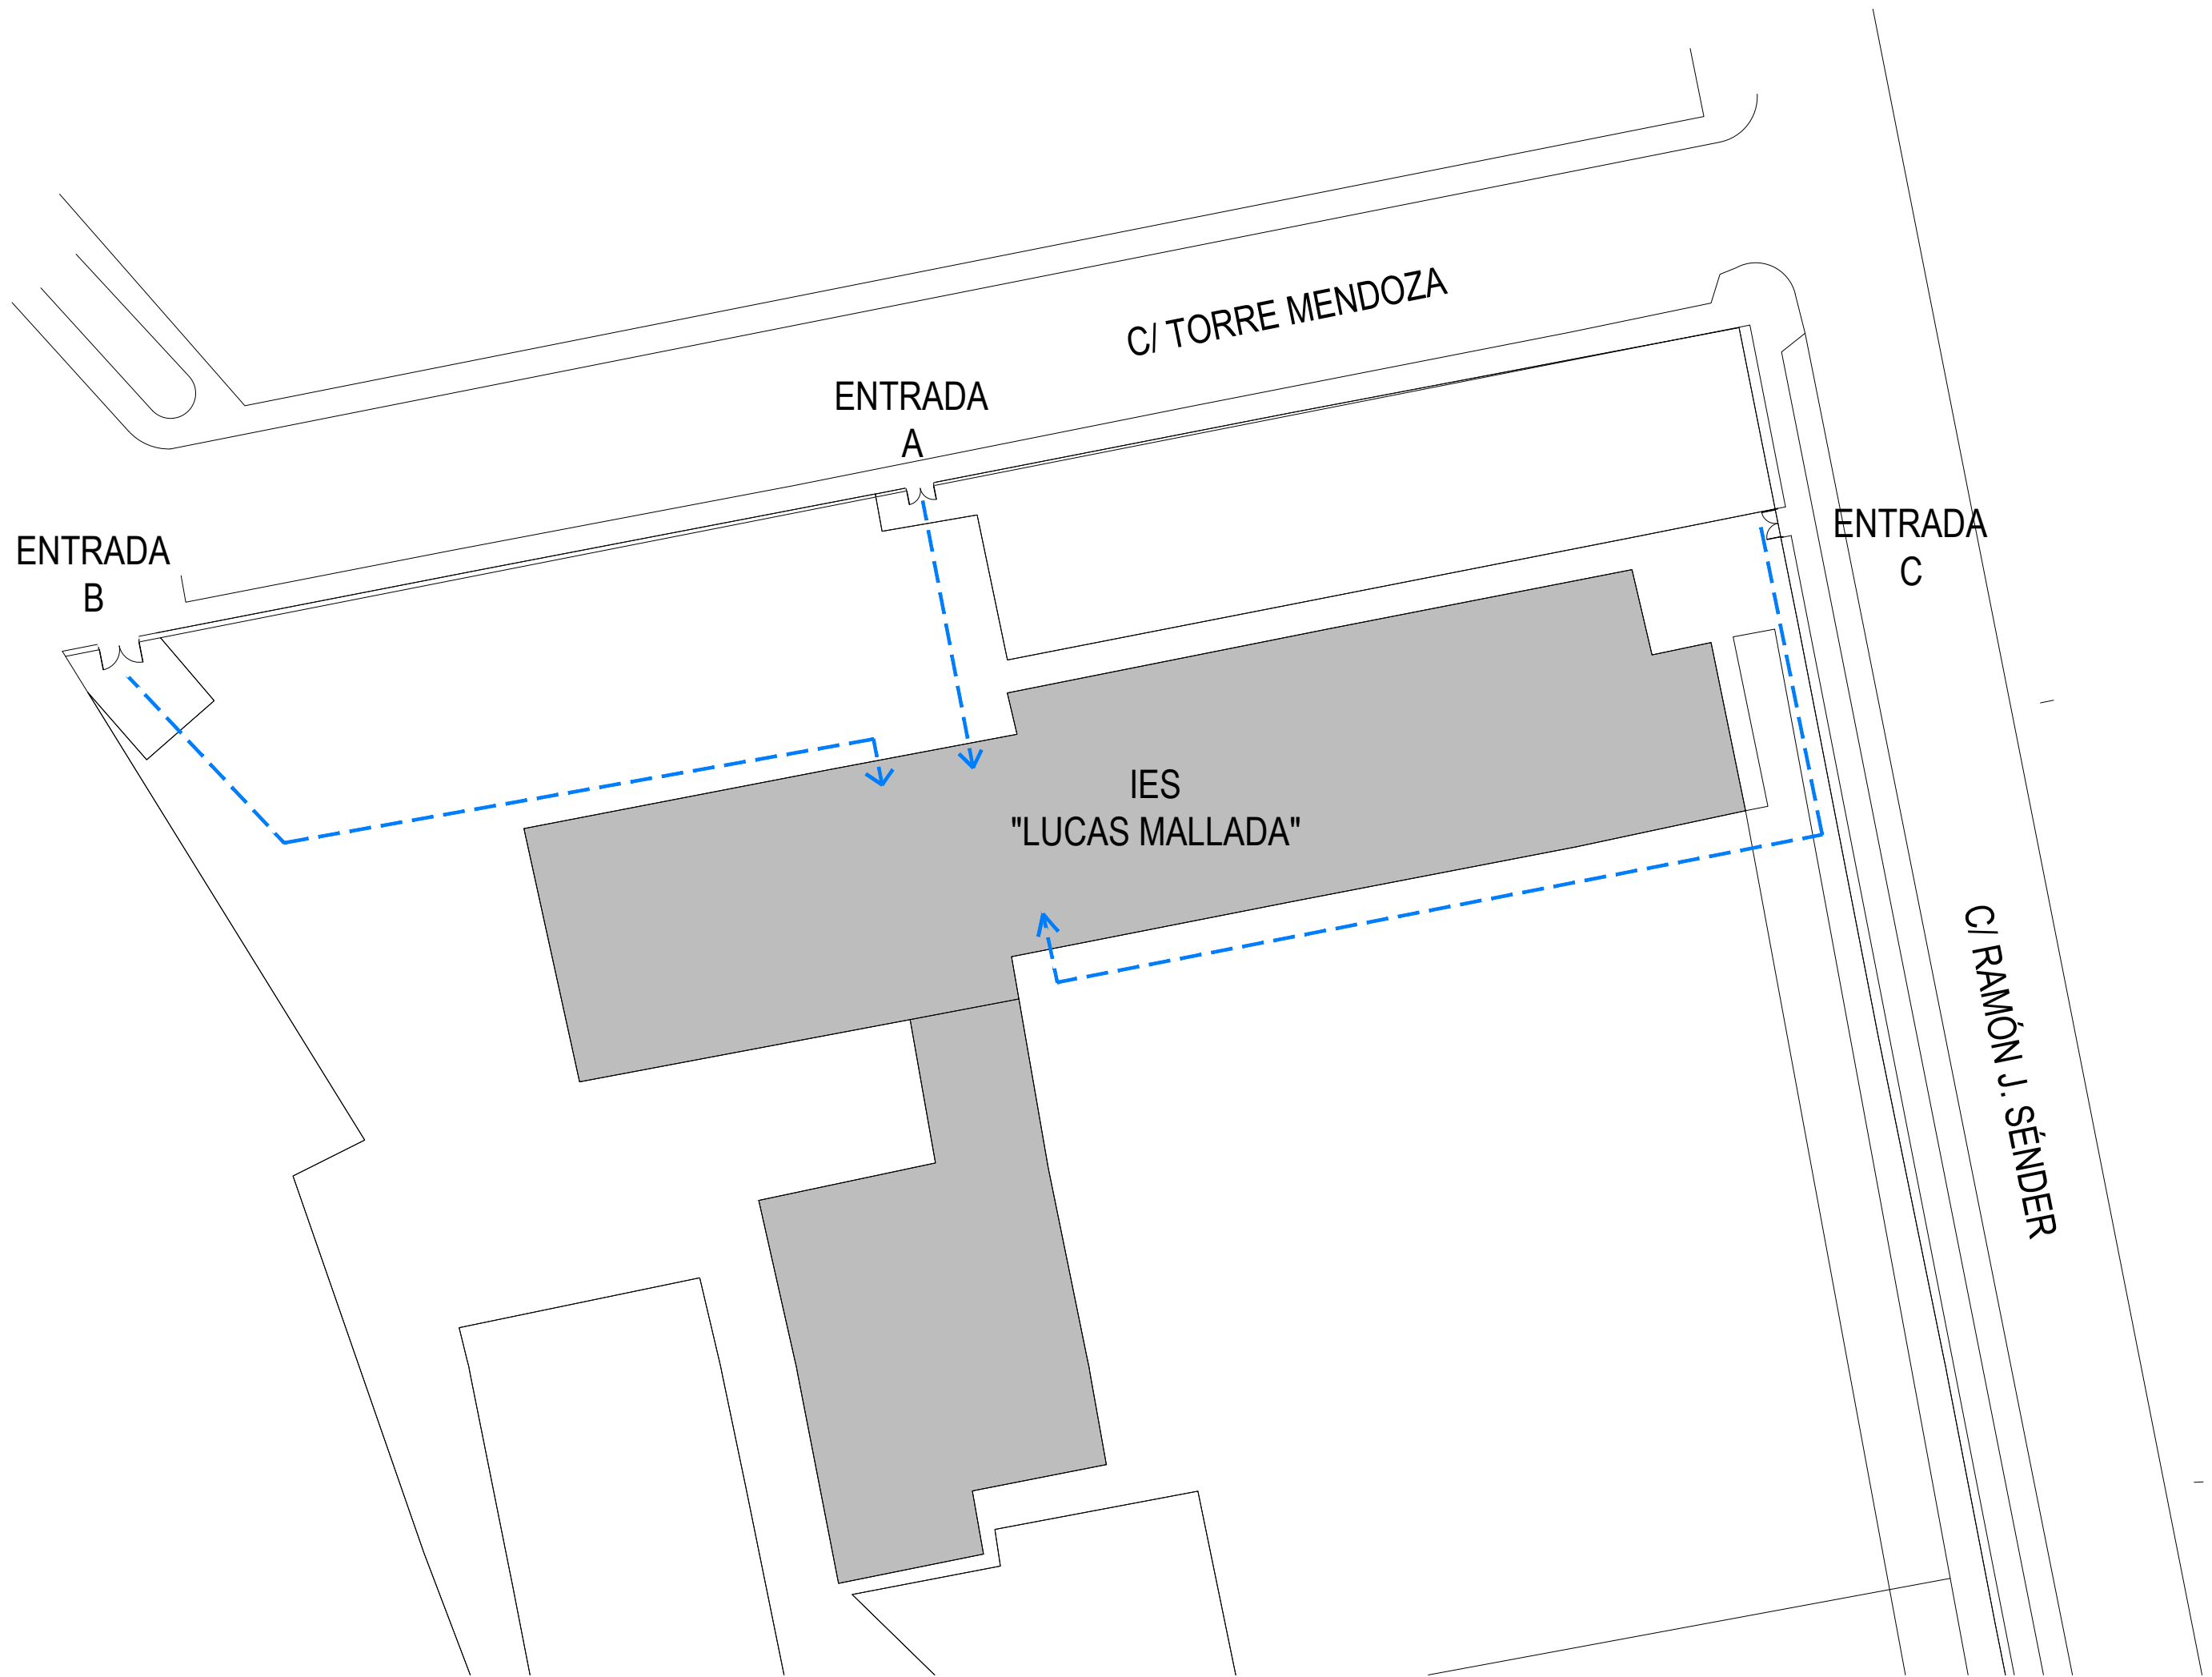 C/ TORRE MENDOZA
ENTRADA
A
ENTRADA
B
ENTRADA
C
IES
"LUCAS MALLADA"
C/ RAMÓN J. SÉNDER